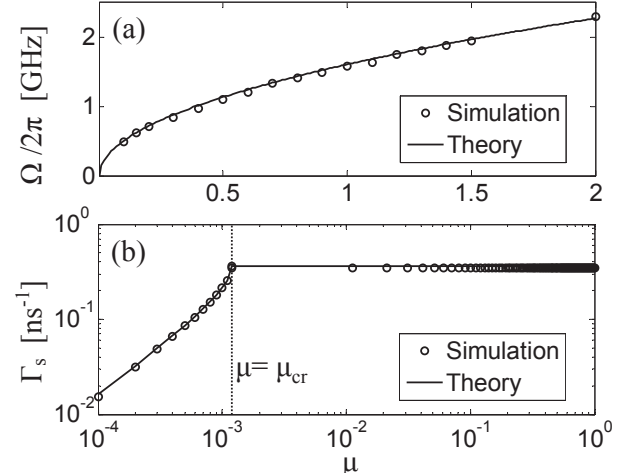 (a)
Ω/2π [GHz]
2
1
0
0.5
1
1.5
2
Simulation
Theory
(b)
Γs [ns-1]
10^0
10^-1
10^-2
μ= μcr
Simulation
Theory
10^-4
10^-3
10^-2
10^-1
10^0
μ